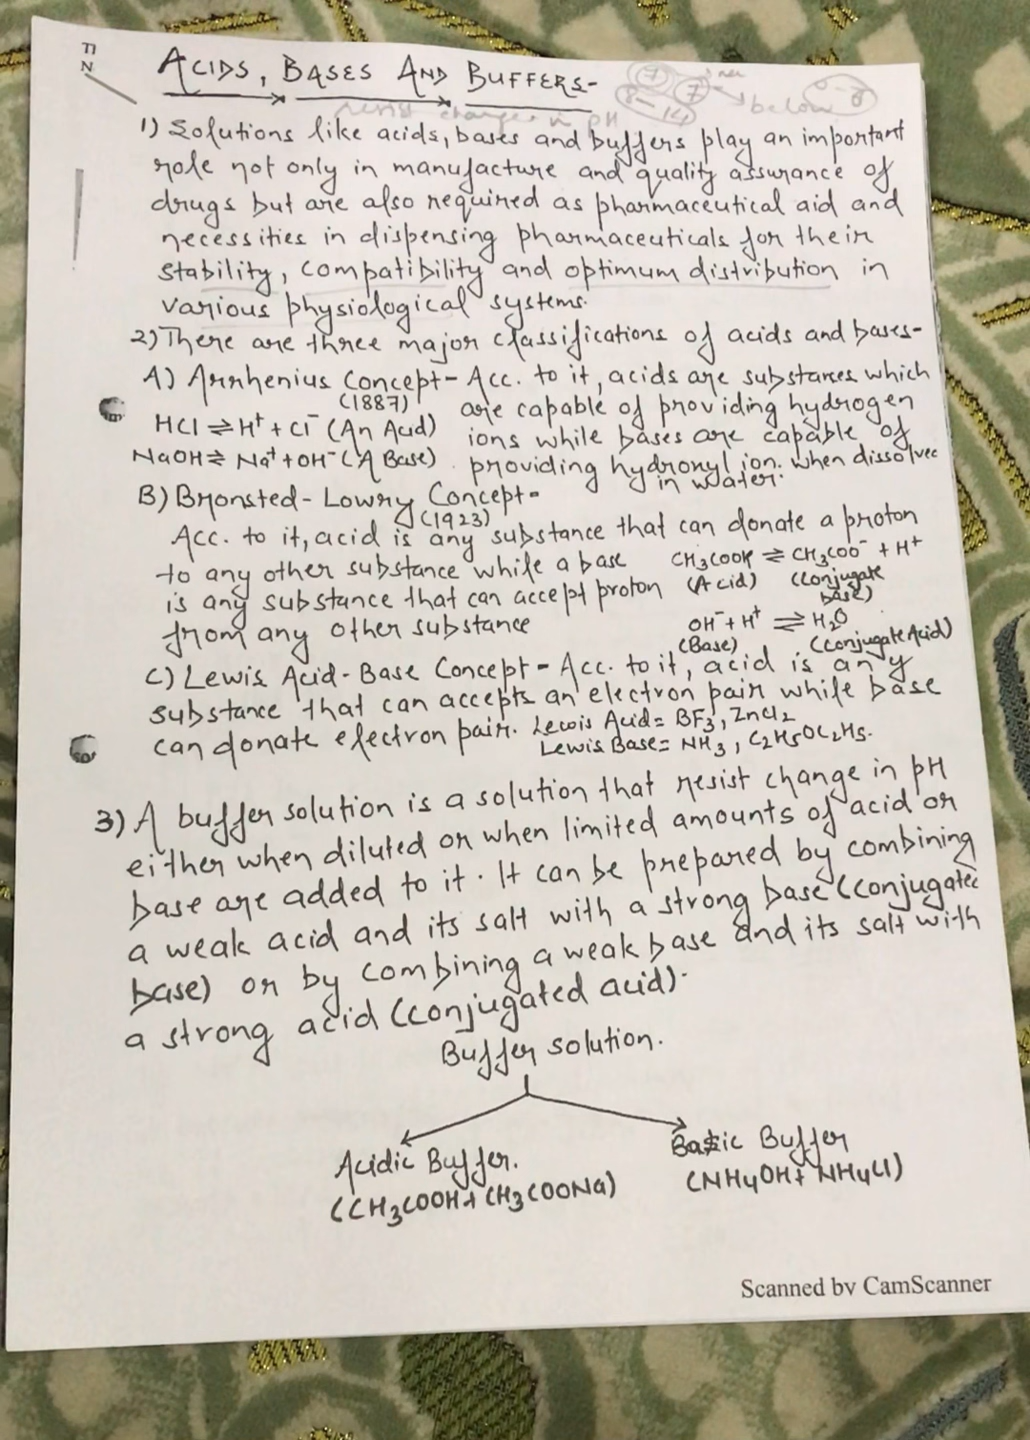 ACIDS, BASES AND BUFFERS-
resist changes in pH
7
8-14
below
1) Solutions like acids, bases and buffers play an important
role not only in manufacture and quality assurance of
drugs but are also required as pharmaceutical aid and
necessities in dispensing pharmaceuticals for their
stability, compatibility and optimum distribution in
various physiological systems.
2) There are three major classifications of acids and bases-
A) Arrhenius Concept- Acc. to it, acids are substances which
(1887) are capable of providing hydrogen
HCl ⇌ H+ + Cl- (An Acid) ions while bases are capable of
NaOH ⇌ Na+ + OH- (A Base). providing hydroxyl ion. when dissolvec
in water.
B) Bronsted-Lowry Concept-
(1923)
Acc. to it, acid is any substance that can donate a proton
to any other substance while a base CH3COOH ⇌ CH3COO- + H+
is any substance that can accept proton (Acid) (conjugate
base)
from any other substance OH- + H+ ⇌ H2O
(Base) (conjugate Acid)
C) Lewis Acid-Base Concept- Acc. to it, acid is any
substance that can accepts an electron pair while base
can donate electron pair. Lewis Acid= BF3, ZnCl2
Lewis Base= NH3, C2H5OC2H5.
3) A buffer solution is a solution that resist change in pH
either when diluted or when limited amounts of acid or
base are added to it. It can be prepared by combining
a weak acid and its salt with a strong base (conjugatec
base) or by combining a weak base and its salt with
a strong acid (conjugated acid).
Buffer solution.
Acidic Buffer. Basic Buffer
(CH3COOH + CH3COONa) (NH4OH + NH4Cl)
Scanned by CamScanner